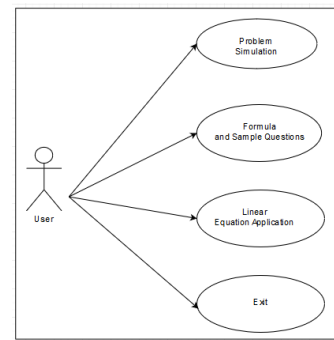 Problem
Simulation
Formula
and Sample Questions
User
Linear
Equation Application
Exit